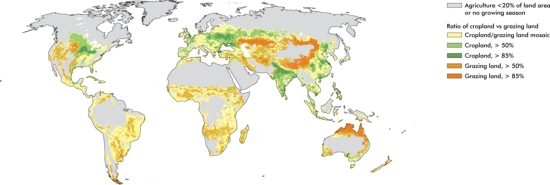 Agriculture <20% of land area
or no growing season
Ratio of cropland vs grazing land
Cropland/grazing land mosaic
Cropland, > 50%
Cropland, > 85%
Grazing land, > 50%
Grazing land, > 85%